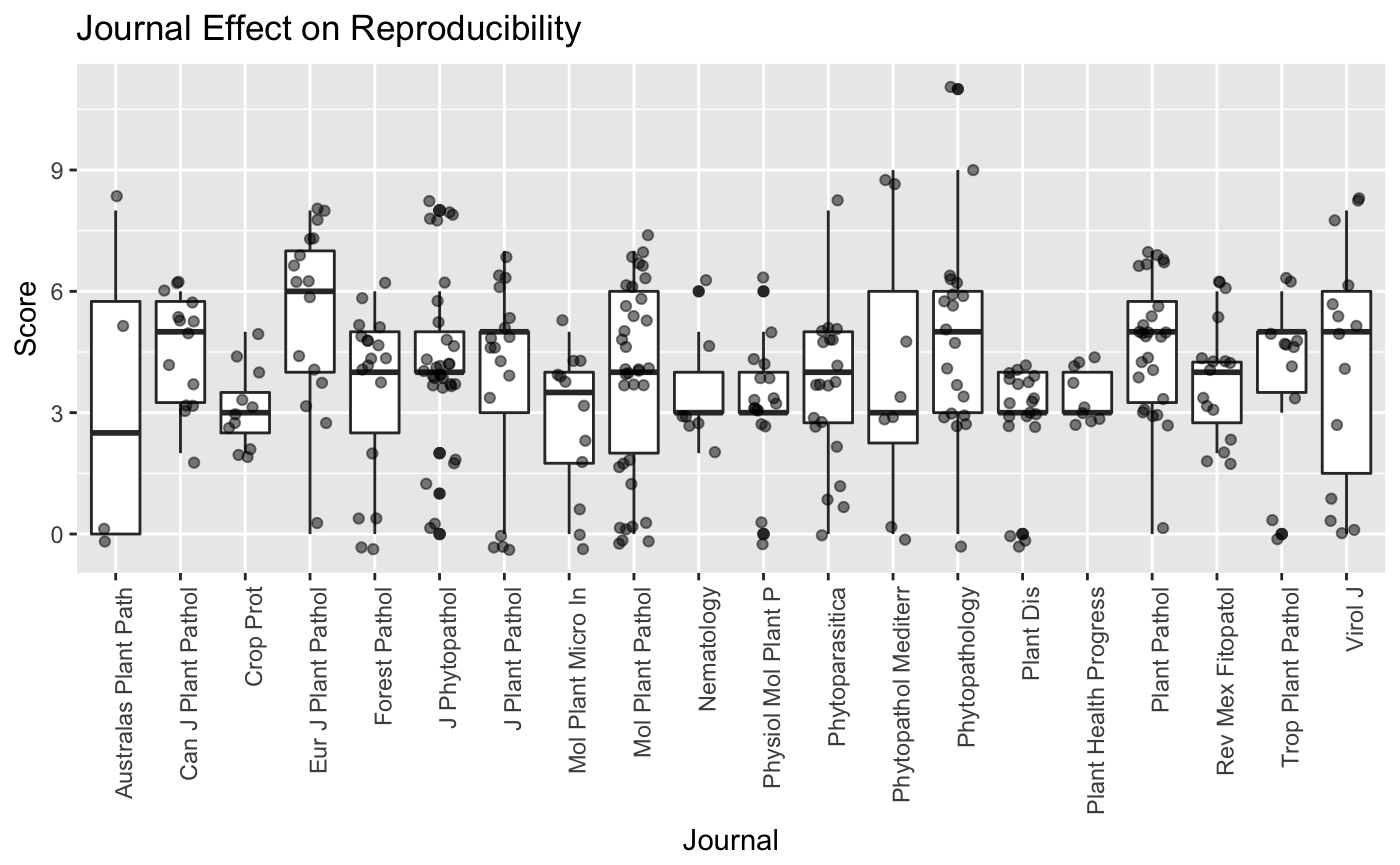 Journal Effect on Reproducibility
Score
9
6
3
0
Australas Plant Path
Can J Plant Pathol
Crop Prot
Eur J Plant Pathol
Forest Pathol
J Phytopathol
J Plant Pathol
Mol Plant Micro In
Mol Plant Pathol
Nematology
Physiol Mol Plant P
Phytoparasitica
Phytopathol Mediterr
Phytopathology
Plant Dis
Plant Health Progress
Plant Pathol
Rev Mex Fitopatol
Trop Plant Pathol
Virol J
Journal